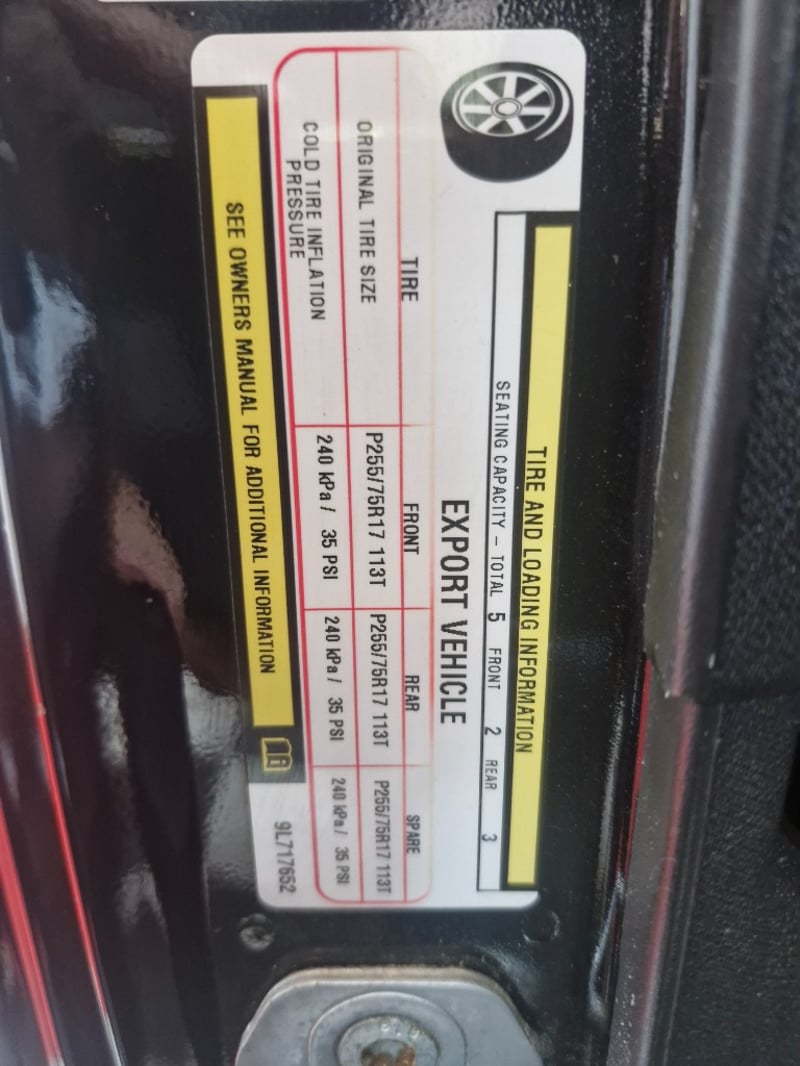 TIRE AND LOADING INFORMATION
SEATING CAPACITY – TOTAL 5 FRONT 2 REAR 3
EXPORT VEHICLE
TIRE FRONT REAR SPARE
ORIGINAL TIRE SIZE P255/75R17 113T P255/75R17 113T P255/75R17 113T
COLD TIRE INFLATION 240 kPa / 35 PSI 240 kPa / 35 PSI 240 kPa / 35 PSI
PRESSURE
SEE OWNERS MANUAL FOR ADDITIONAL INFORMATION
9L717652